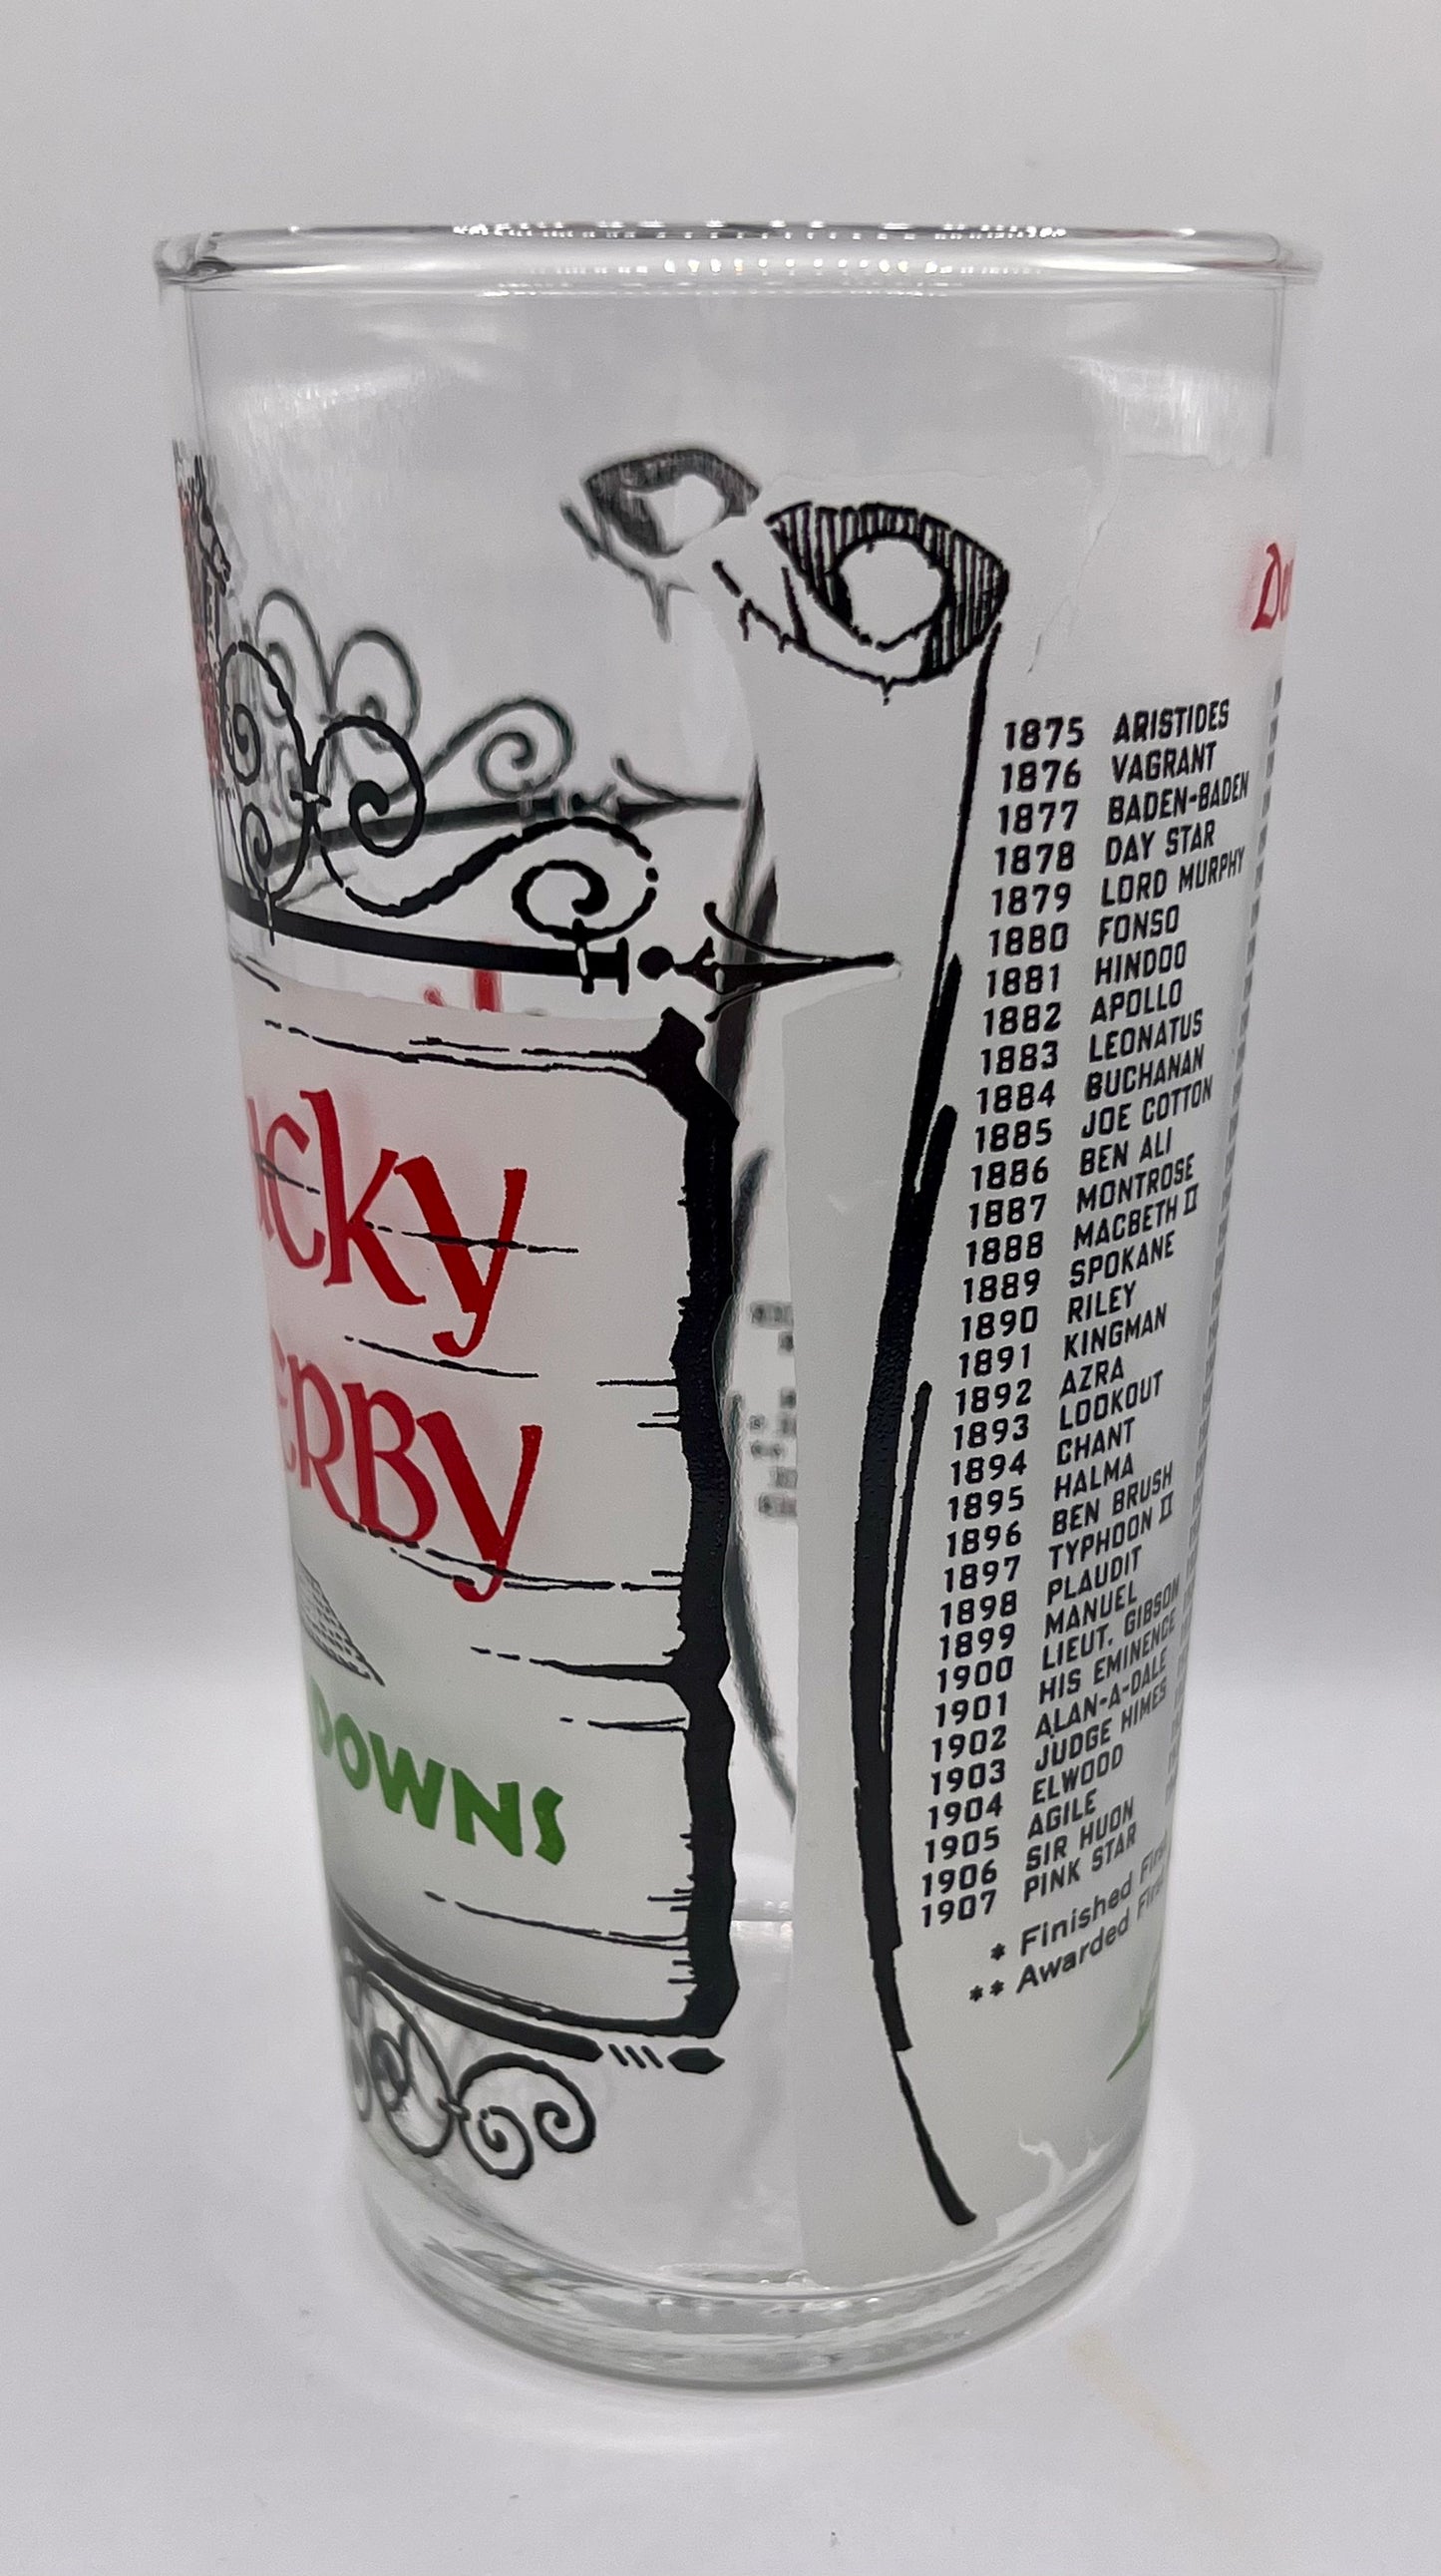 ucky
ERBY
DOWNS
1875 ARISTIDES
1876 VAGRANT
1877 BADEN-BADEN
1878 DAY STAR
1879 LORD MURPHY
1880 FONSO
1881 HINDOO
1882 APOLLO
1883 LEONATUS
1884 BUCHANAN
1885 JOE COTTON
1886 BEN ALI
1887 MONTROSE
1888 MACBETH II
1889 SPOKANE
1890 RILEY
1891 KINGMAN
1892 AZRA
1893 LOOKOUT
1894 CHANT
1895 HALMA
1896 BEN BRUSH
1897 TYPHOON II
1898 PLAUDIT
1899 MANUEL
1900 LIEUT. GIBSON
1901 HIS EMINENCE
1902 ALAN-A-DALE
1903 JUDGE HIMES
1904 ELWOOD
1905 AGILE
1906 SIR HUON
1907 PINK STAR
* Finished
** Awarded